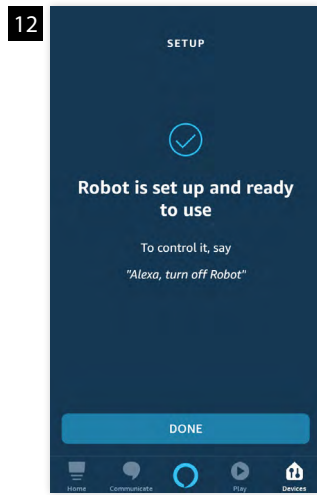 12
SETUP
Robot is set up and ready
to use
To control it, say
"Alexa, turn off Robot"
DONE
Home Communicate Play Devices